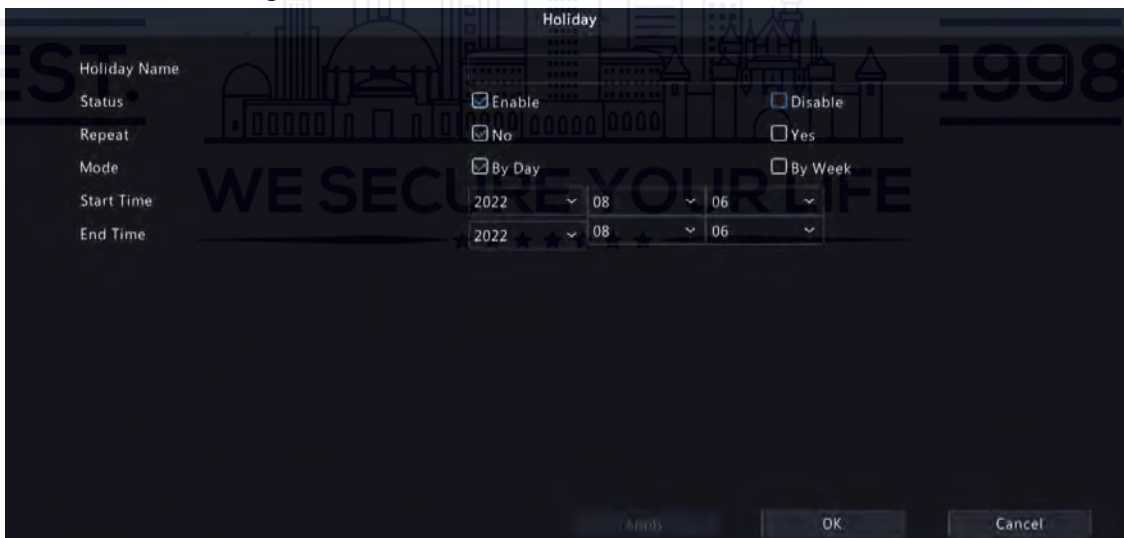 Holiday
EST. 1998
Holiday Name
Status Enable Disable
Repeat No Yes
Mode By Day By Week
WE SECURE YOUR LIFE
Start Time 2022 08 06
End Time 2022 08 06
Apply OK Cancel